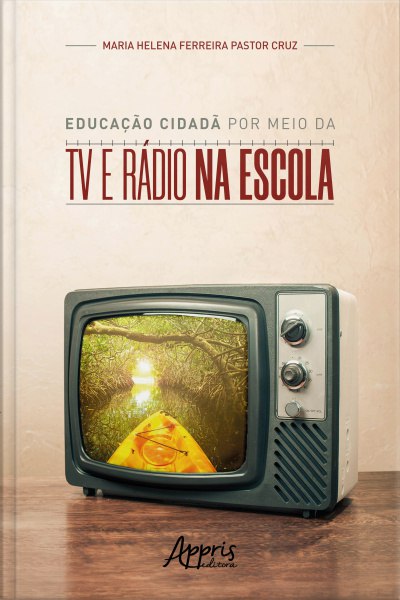 MARIA HELENA FERREIRA PASTOR CRUZ
EDUCAÇÃO CIDADÃ POR MEIO DA
TV E RÁDIO NA ESCOLA
Appris
editora